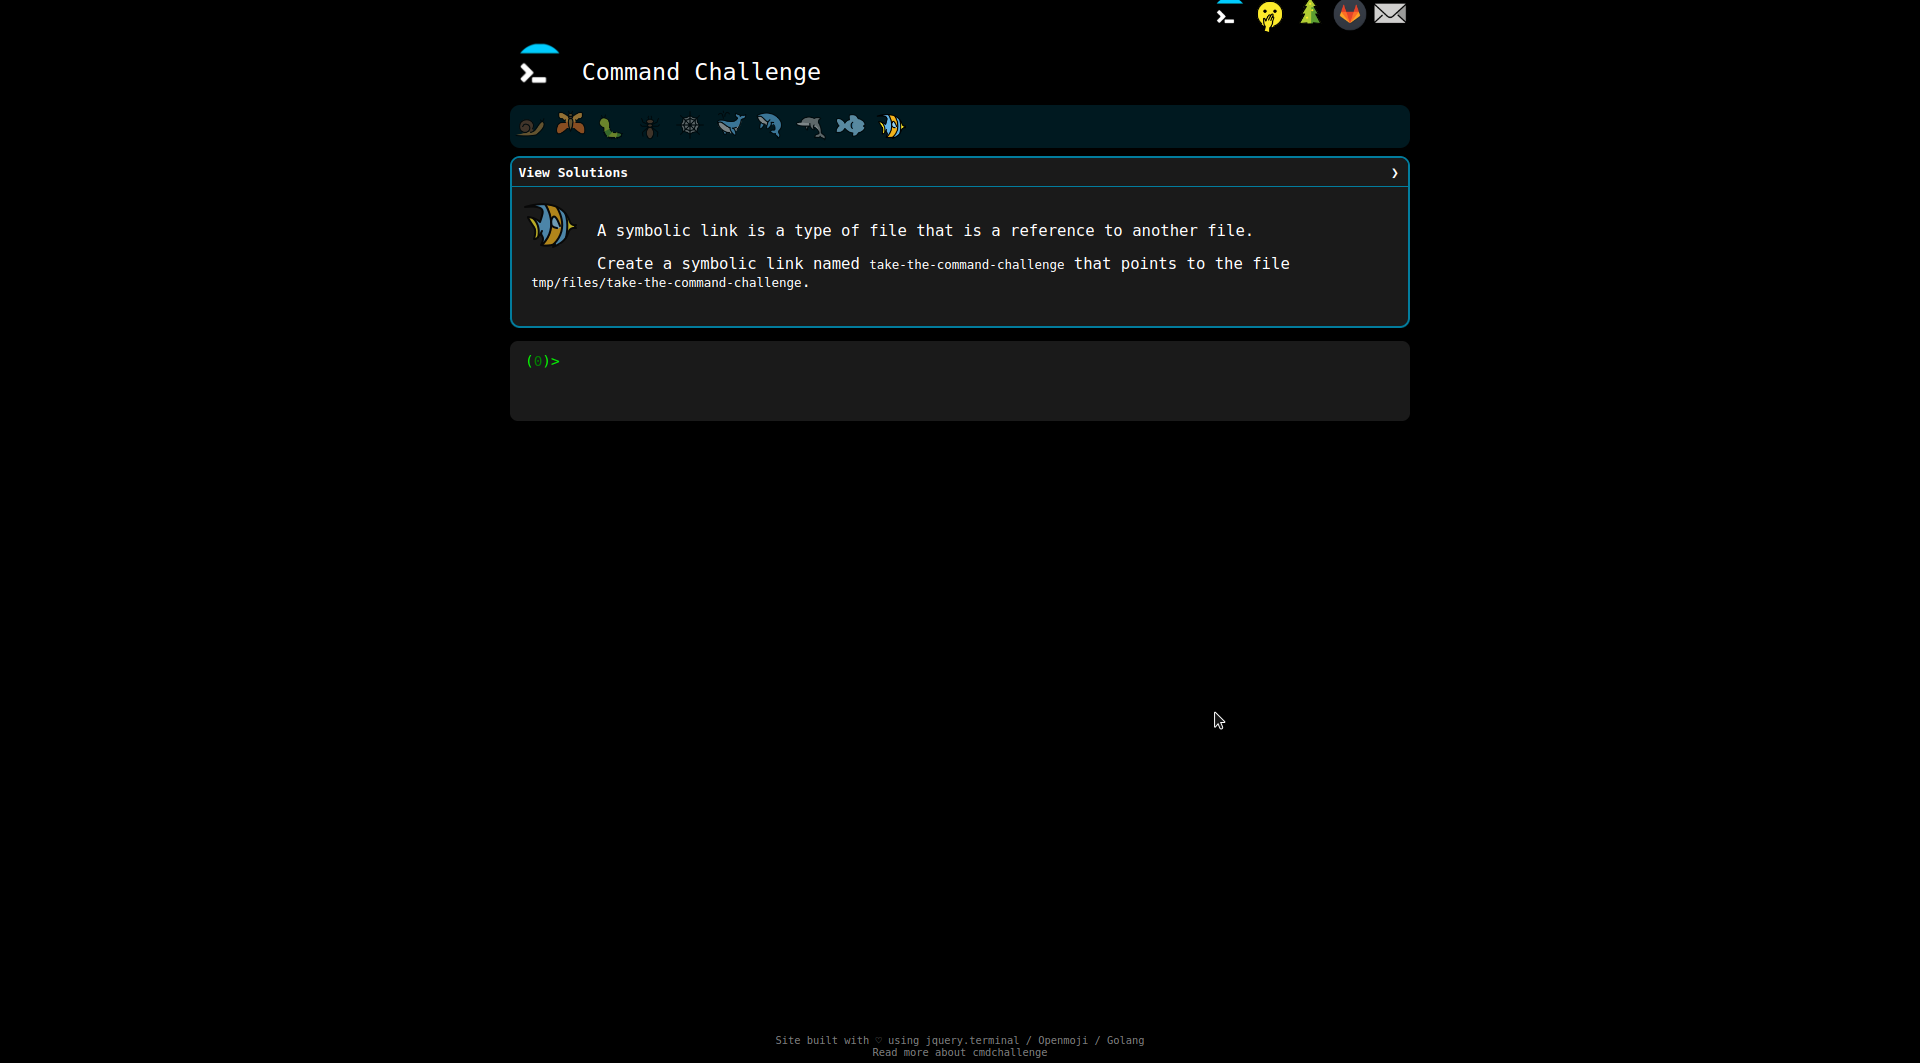 Command Challenge
View Solutions ❯
A symbolic link is a type of file that is a reference to another file.
Create a symbolic link named take-the-command-challenge that points to the file
tmp/files/take-the-command-challenge.
(0)>
Site built with ♡ using jquery.terminal / Openmoji / Golang
Read more about cmdchallenge